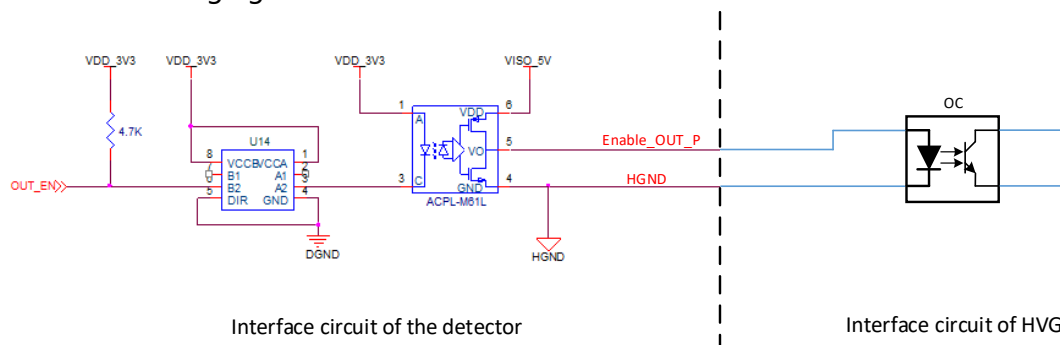 VDD_3V3
VDD_3V3
VDD_3V3
VISO_5V
4.7K
U14
8
VCCB
VCCA
1
B1
A1
2
6
B2
A2
3
5
DIR
GND
4
OUT_EN
DGND
1
A
3
C
VDD
6
VO
5
GND
4
ACPL-M61L
Enable_OUT_P
HGND
HGND
OC
Interface circuit of the detector
Interface circuit of HVG